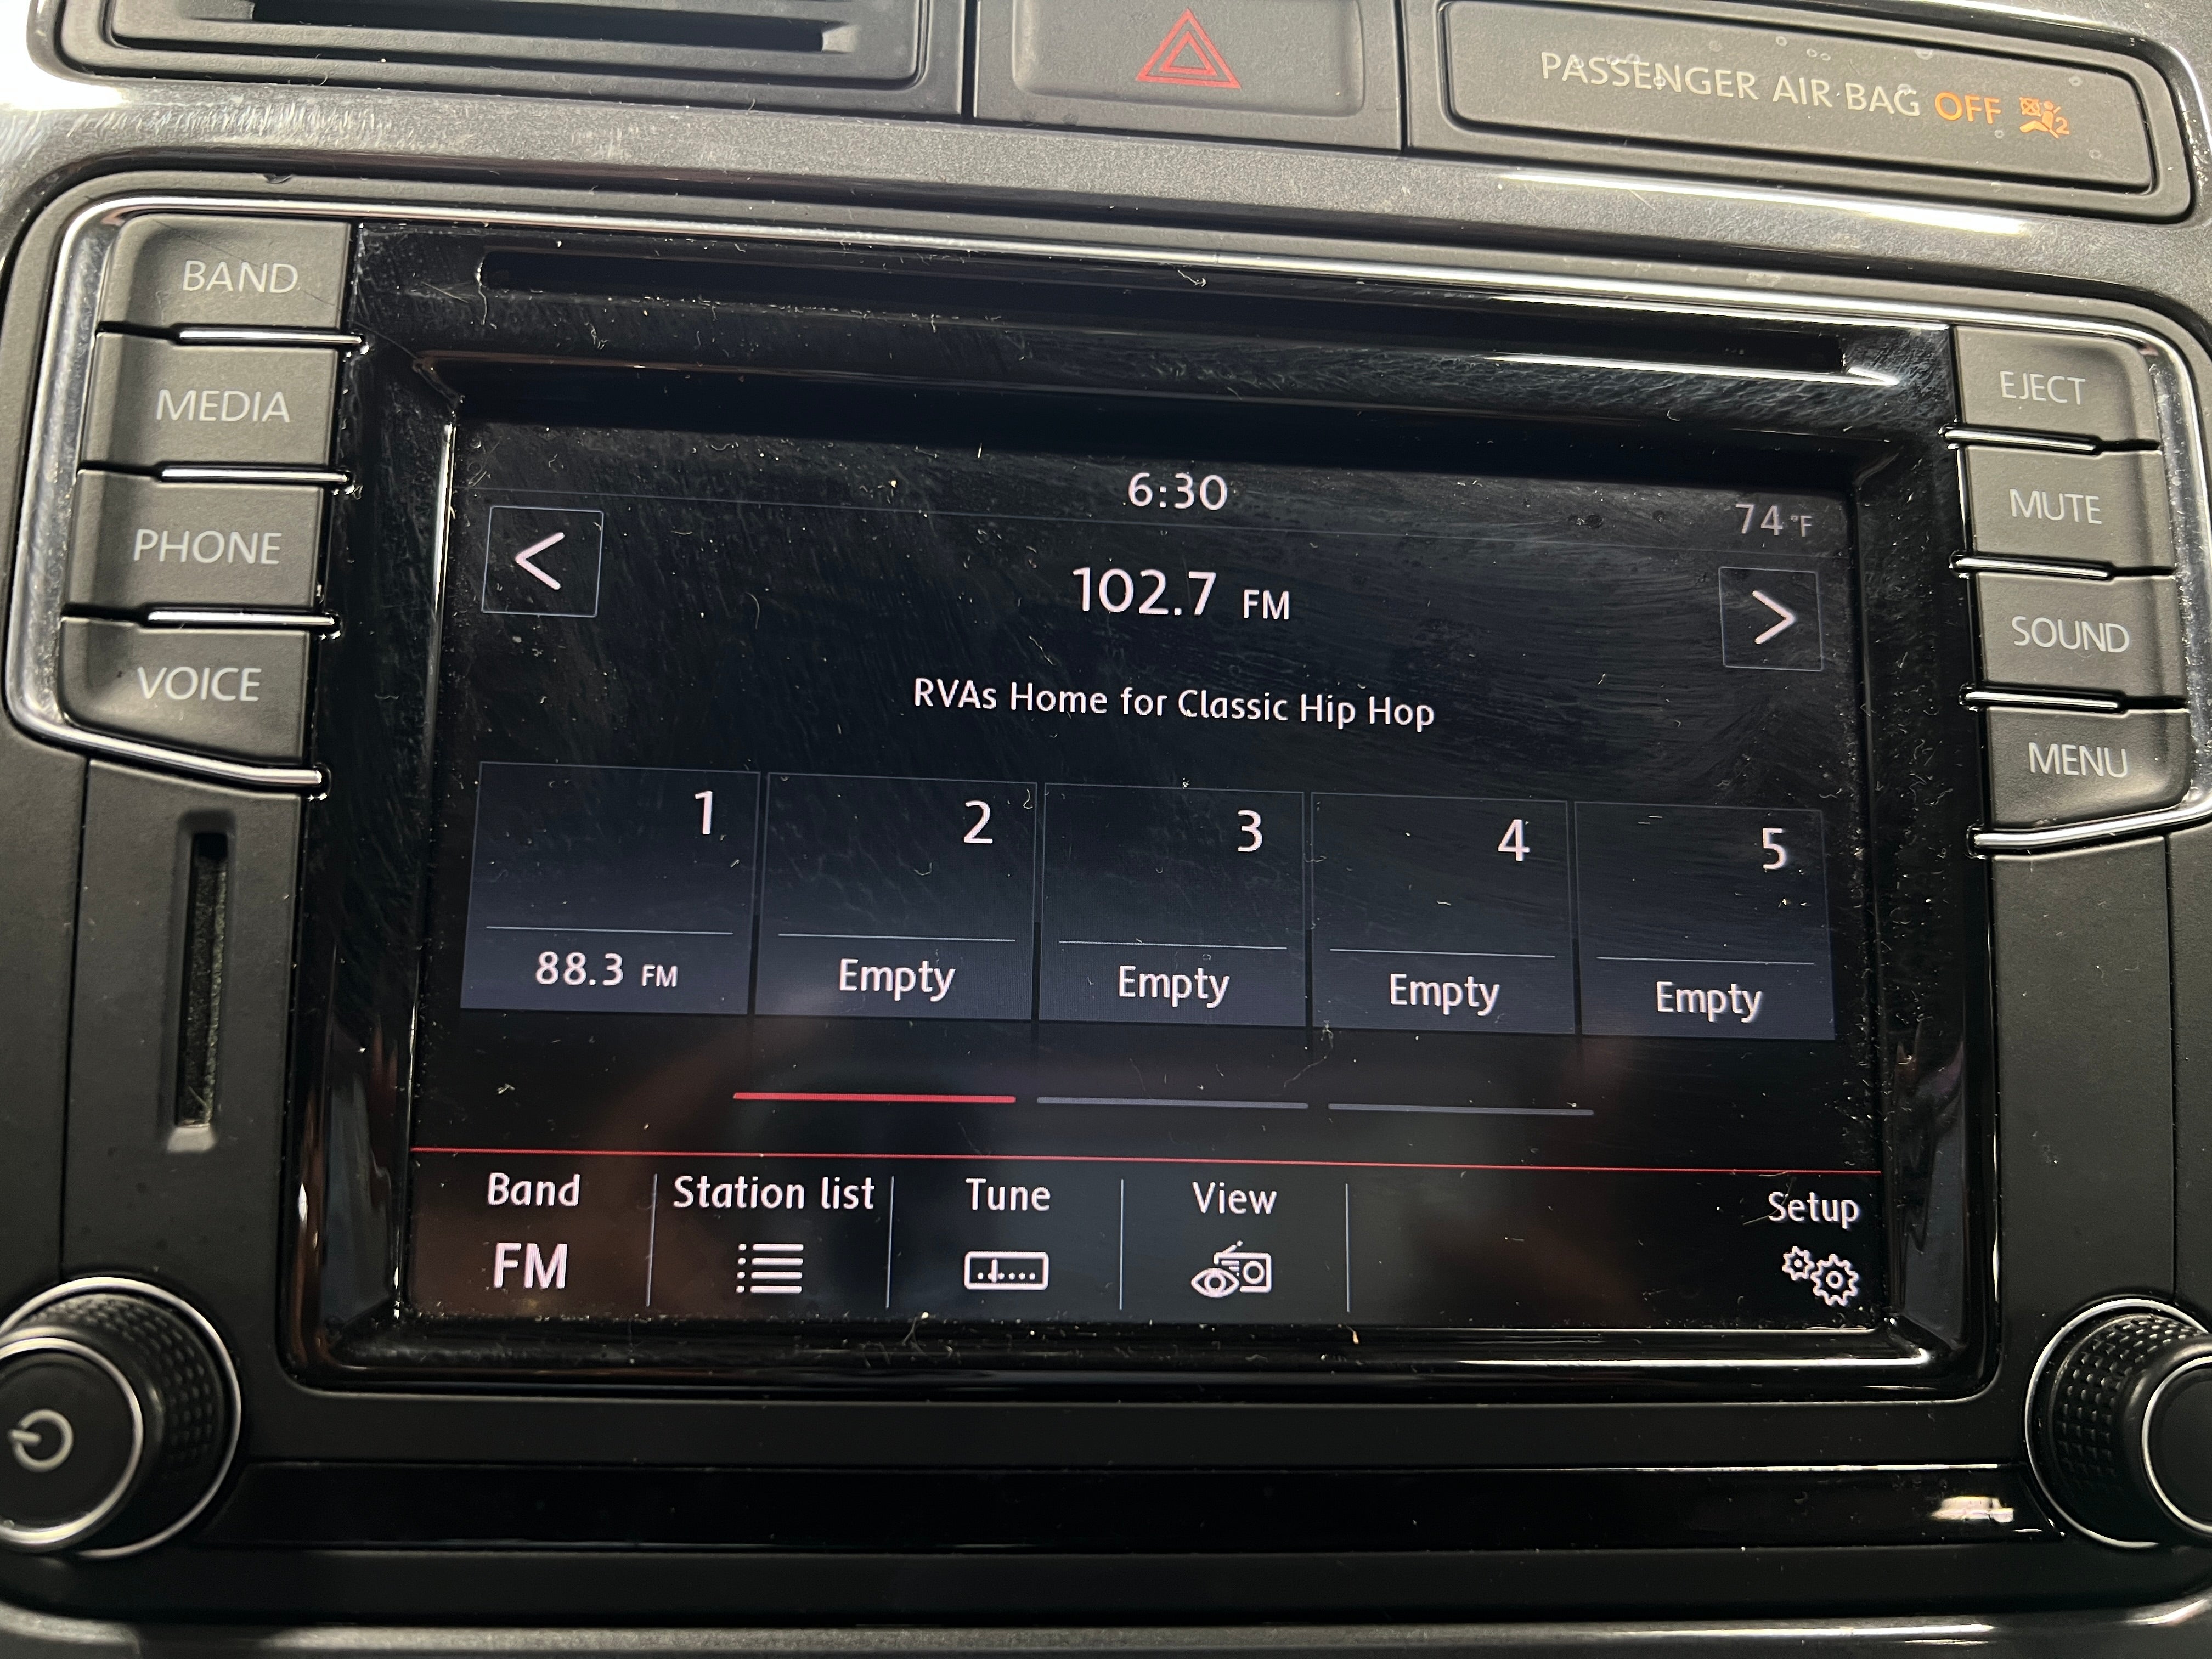 PASSENGER AIR BAG OFF
BAND
MEDIA
PHONE
VOICE
EJECT
MUTE
SOUND
MENU
6:30
74°F
<
102.7 FM
>
RVAs Home for Classic Hip Hop
1
2
3
4
5
88.3 FM
Empty
Empty
Empty
Empty
Band
Station list
Tune
View
Setup
FM